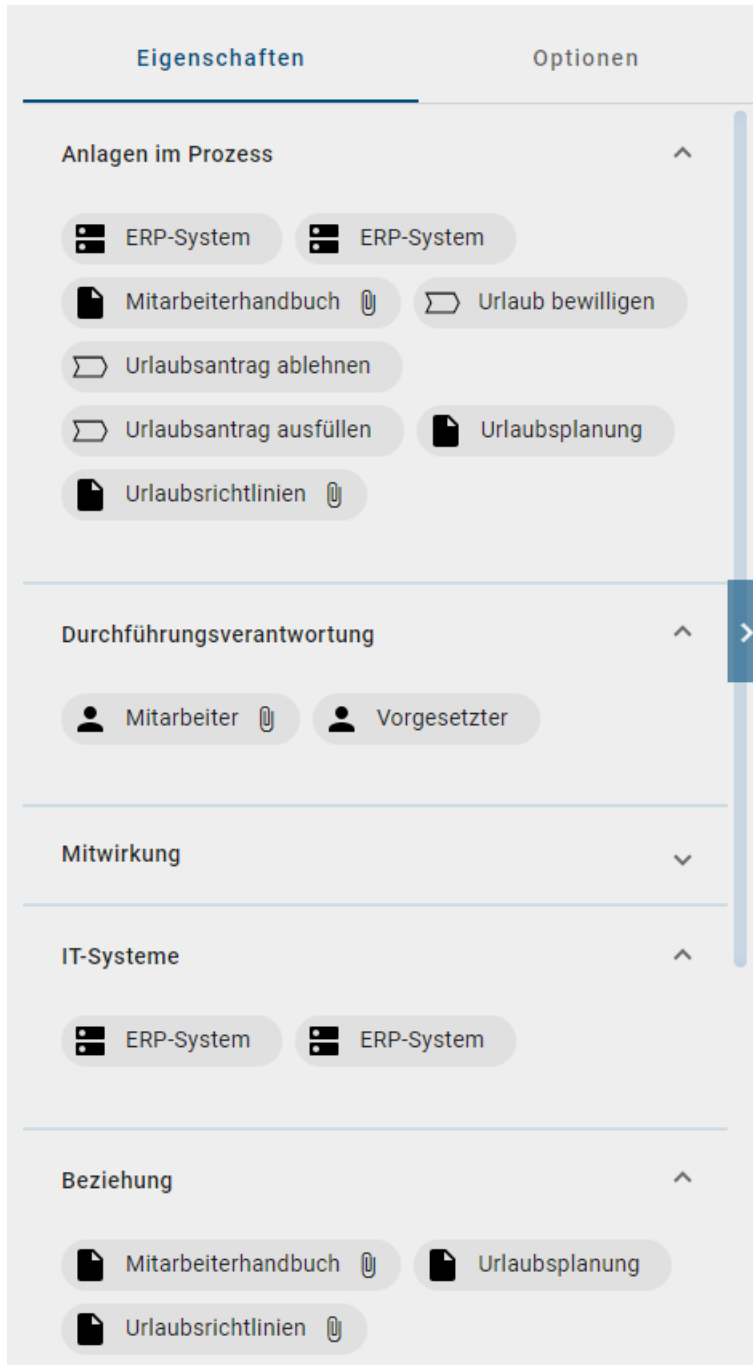 Eigenschaften Optionen
Anlagen im Prozess
ERP-System ERP-System
Mitarbeiterhandbuch Urlaub bewilligen
Urlaubsantrag ablehnen
Urlaubsantrag ausfüllen Urlaubsplanung
Urlaubsrichtlinien
Durchführungsverantwortung
Mitarbeiter Vorgesetzter
Mitwirkung
IT-Systeme
ERP-System ERP-System
Beziehung
Mitarbeiterhandbuch Urlaubsplanung
Urlaubsrichtlinien